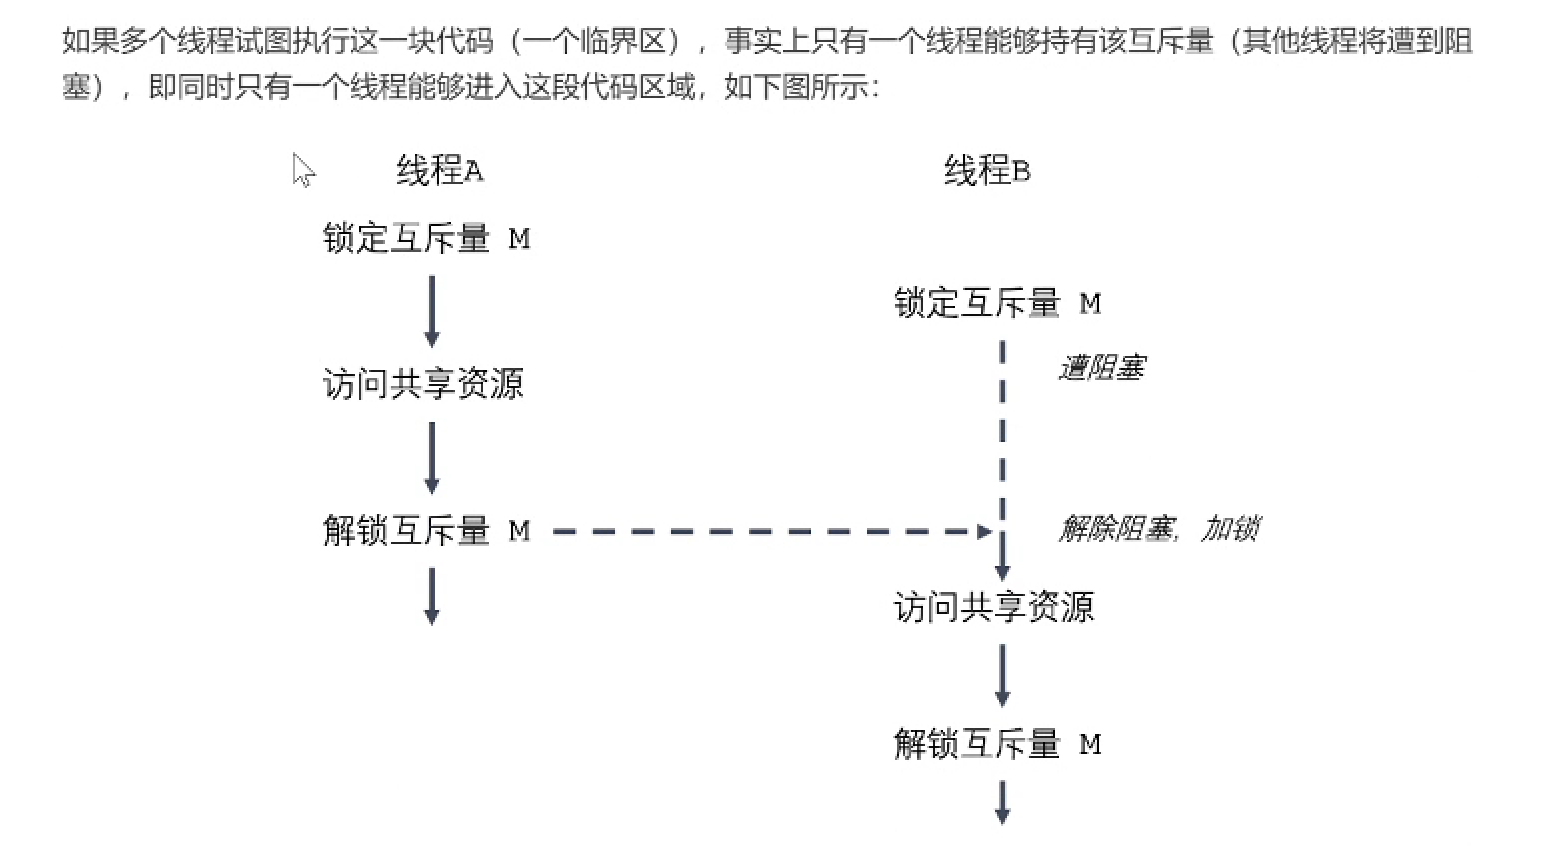 如果多个线程试图执行这一块代码（一个临界区），事实上只有一个线程能够持有该互斥量（其他线程将遭到阻
塞），即同时只有一个线程能够进入这段代码区域，如下图所示：
线程A
线程B
锁定互斥量 M
锁定互斥量 M
遭阻塞
访问共享资源
解锁互斥量 M
解除阻塞，加锁
访问共享资源
解锁互斥量 M